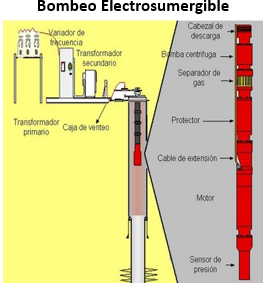 Bombeo Electrosumergible
Variador de
frecuencia
Transformador
secundario
Transformador
primario
Caja de venteo
Cabezal de
descarga
Bomba centrifuga
Separador de
gas
Protector
Cable de extensión
Motor
Sensor de
presión